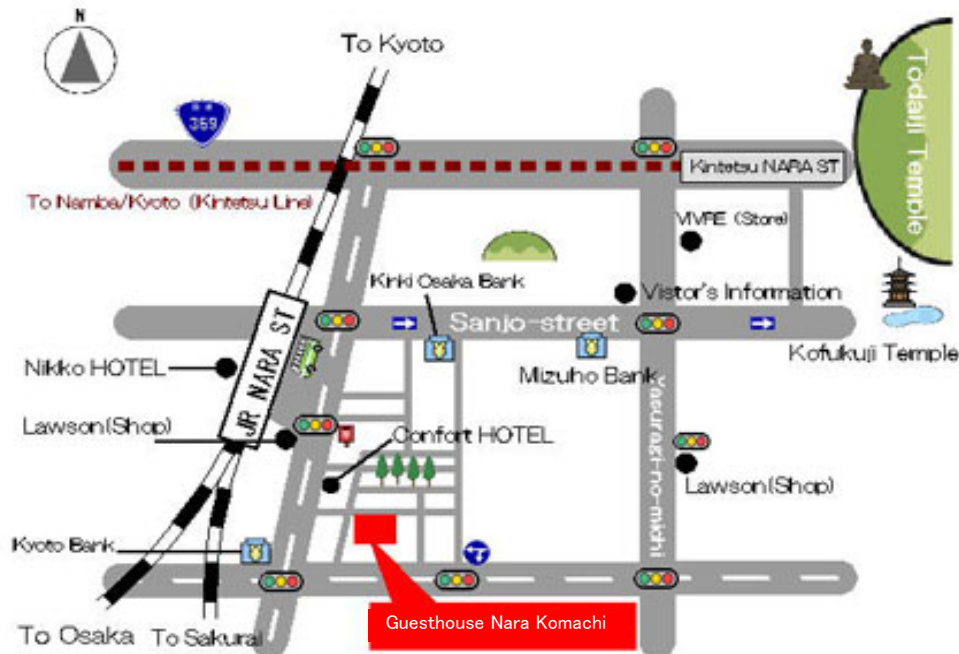 N
To Kyoto
369
Kintetsu NARA ST
To Namba/Kyoto (Kintetsu Line)
Todaiji Temple
VIVRE (Store)
Kinki Osaka Bank
Vistor's Information
Sanjo-street
Kofukuji Temple
JR NARA ST
Nikko HOTEL
Mizuho Bank
Lawson(Shop)
Confort HOTEL
Yasuragi-no-michi
Lawson(Shop)
Kyoto Bank
Guesthouse Nara Komachi
To Osaka
To Sakurai